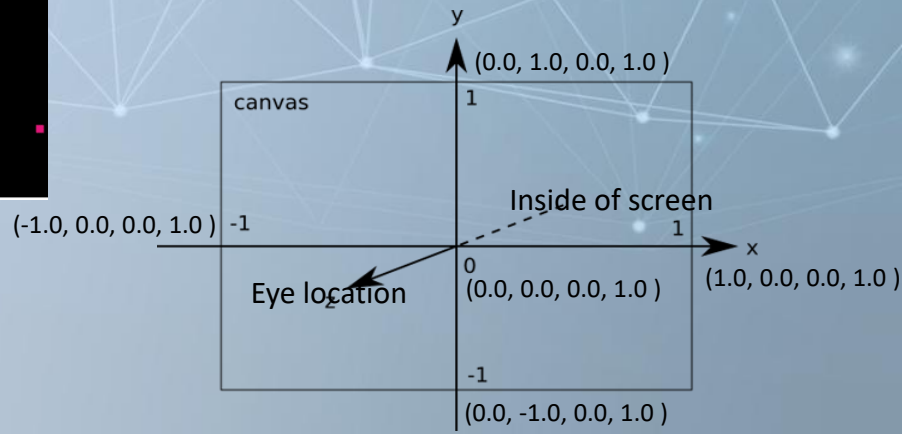 y
(0.0, 1.0, 0.0, 1.0 )
canvas
1
Inside of screen
(-1.0, 0.0, 0.0, 1.0 )
-1
1
x
0
(1.0, 0.0, 0.0, 1.0 )
Eye location
z
(0.0, 0.0, 0.0, 1.0 )
-1
(0.0, -1.0, 0.0, 1.0 )